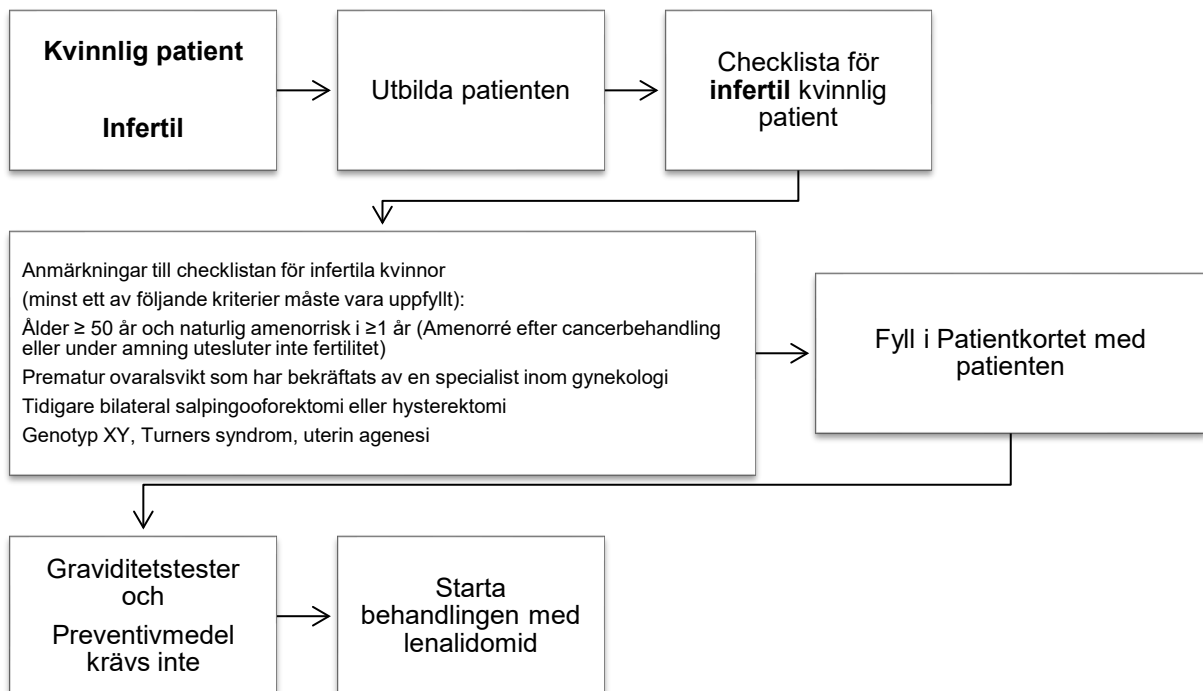 Kvinnlig patient
Infertil
Utbilda patienten
Checklista för
infertil kvinnlig
patient
Anmärkningar till checklistan för infertila kvinnor
(minst ett av följande kriterier måste vara uppfyllt):
Ålder ≥ 50 år och naturlig amenorrisk i ≥1 år (Amenorré efter cancerbehandling
eller under amning utesluter inte fertilitet)
Prematur ovaralsvikt som har bekräftats av en specialist inom gynekologi
Tidigare bilateral salpingooforektomi eller hysterektomi
Genotyp XY, Turners syndrom, uterin agenesi
Fyll i Patientkortet med
patienten
Graviditetstester
och
Preventivmedel
krävs inte
Starta
behandlingen med
lenalidomid